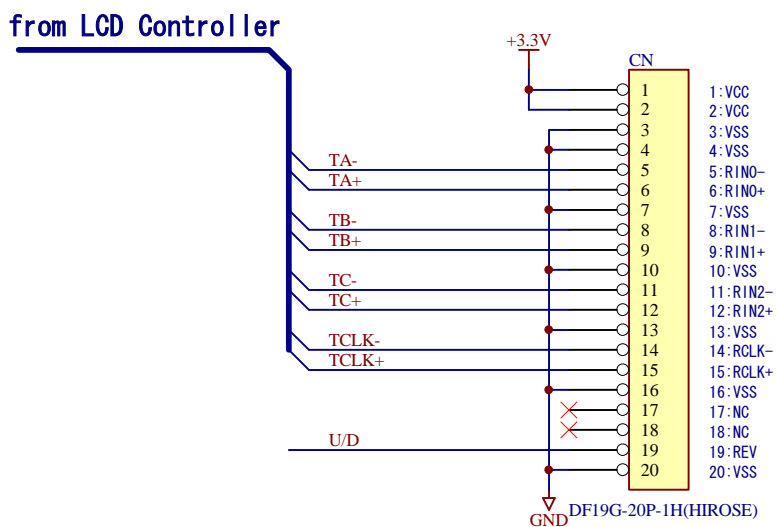 from LCD Controller
+3.3V
CN
1 1:VCC
2 2:VCC
3 3:VSS
4 4:VSS
TA- 5 5:RIN0-
TA+ 6 6:RIN0+
7 7:VSS
TB- 8 8:RIN1-
TB+ 9 9:RIN1+
10 10:VSS
TC- 11 11:RIN2-
TC+ 12 12:RIN2+
13 13:VSS
TCLK- 14 14:RCLK-
TCLK+ 15 15:RCLK+
16 16:VSS
17 17:NC
18 18:NC
U/D 19 19:REV
20 20:VSS
GND DF19G-20P-1H(HIROSE)